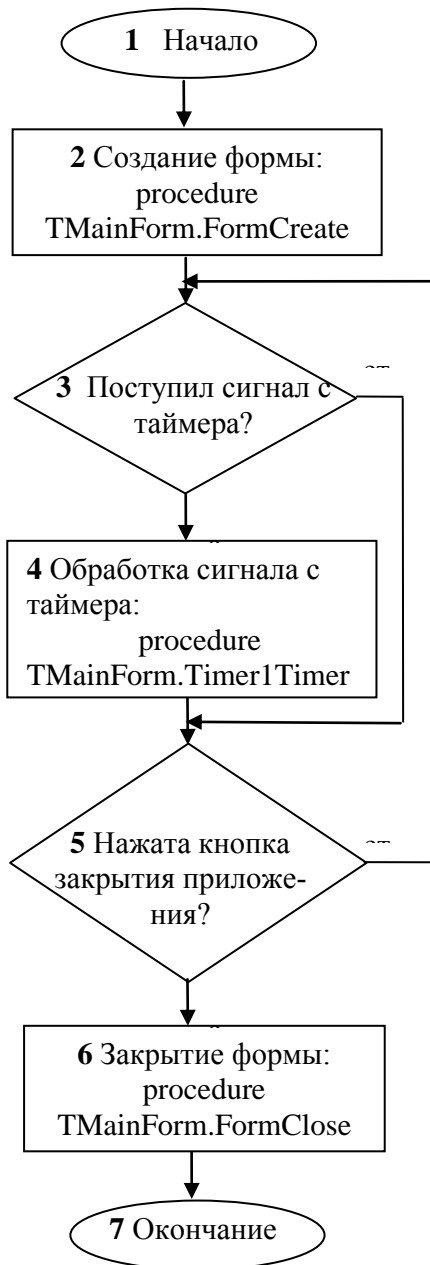 1 Начало
2 Создание формы:
procedure
TMainForm.FormCreate
3 Поступил сигнал с
таймера?
4 Обработка сигнала с
таймера:
procedure
TMainForm.Timer1Timer
5 Нажата кнопка
закрытия приложе-
ния?
6 Закрытие формы:
procedure
TMainForm.FormClose
7 Окончание